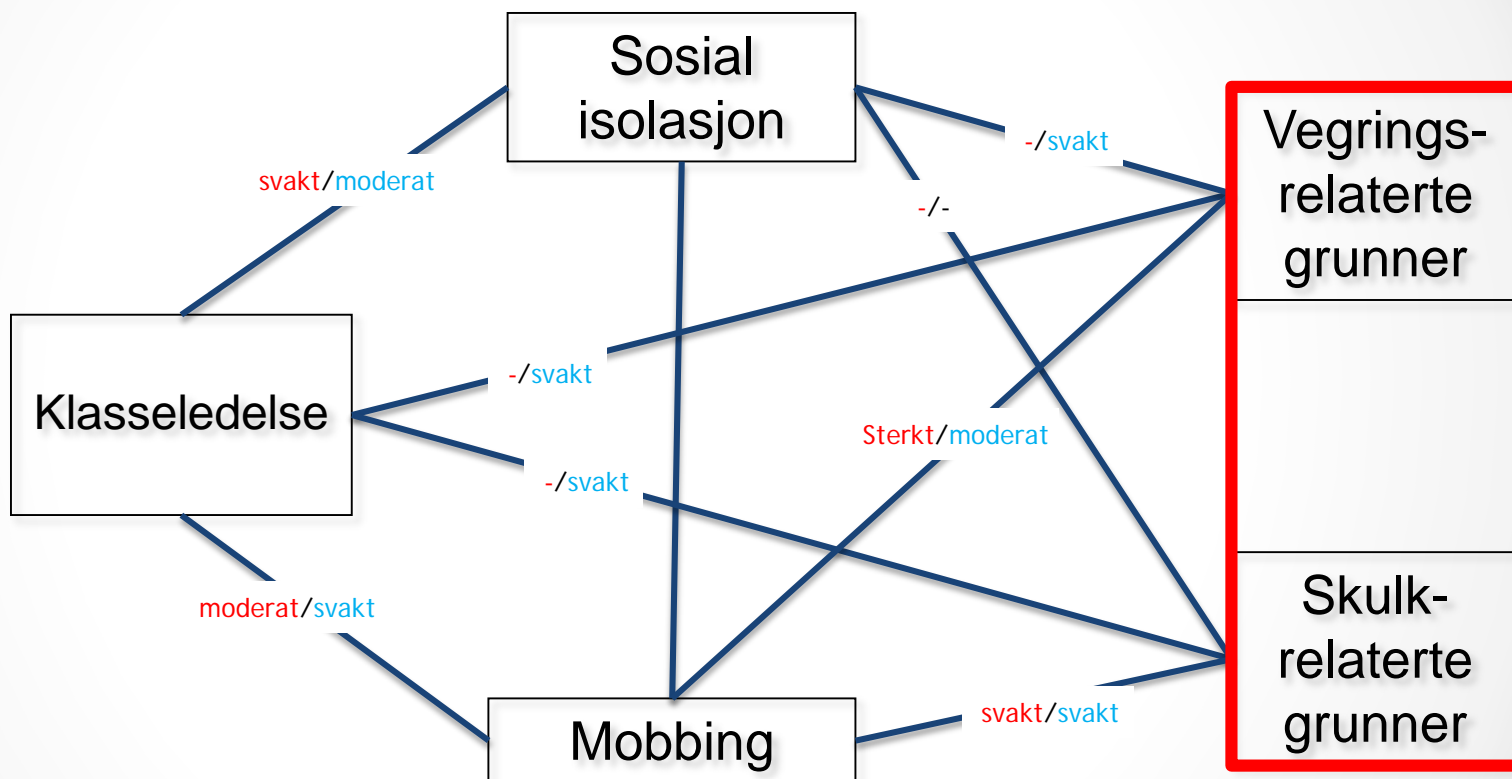 Sosial
isolasjon
Vegrings-
relaterte
grunner
-/svakt
svakt/moderat
-/-
Klasseledelse
-/svakt
Sterkt/moderat
-/svakt
moderat/svakt
Skulk-
relaterte
grunner
svakt/svakt
Mobbing